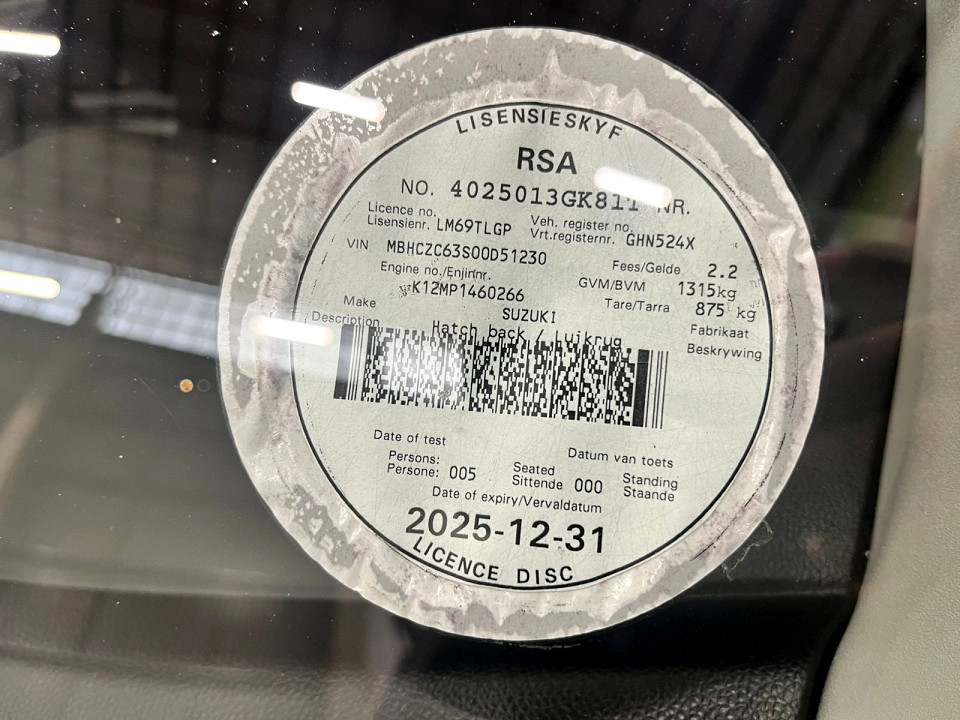 LISENSIESKYF
RSA
NO. 4025013GK811 NR.
Licence no. Veh. register no.
Lisensienr. LM69TLGP Vrt.registernr. GHN524X
VIN MBHCZC63S00D51230 Fees/Gelde 2.2
Engine no./Enjinnr. GVM/BVM 1315kg
K12MP1460266 Tare/Tarra 875 kg
Make SUZUKI Fabrikaat
Description Hatch back / Luikrug Beskrywing
Date of test Datum van toets
Persons: Seated Standing
Persone: 005 Sittende 000 Staande
Date of expiry/Vervaldatum
2025-12-31
LICENCE DISC